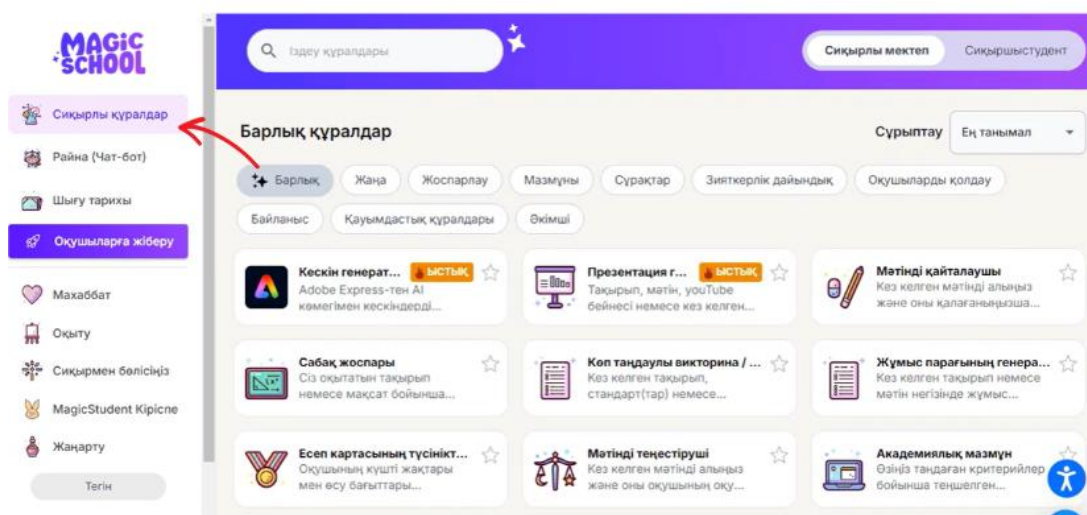 MAGiC
SCHOOL
Іздеу құралдары
Сиқырлы мектеп
Сиқыршыстудент
Сиқырлы құралдар
Райна (Чат-бот)
Шығу тарихы
Оқушыларға жіберу
Махаббат
Оқыту
Сиқырмен бөлісіңіз
MagicStudent Кіріспе
Жаңарту
Тегін
Барлық құралдар
Сұрыптау
Ең танымал
Барлық
Жаңа
Жоспарлау
Мазмұны
Сұрақтар
Зияткерлік дайындық
Оқушыларды қолдау
Байланыс
Қауымдастық құралдары
Әкімші
Кескін генерат...
ЫСТЫҚ
Adobe Express-тен AI
көмегімен кескіндерді...
Презентация г...
ЫСТЫҚ
Тақырып, мәтін, youTube
бейнесі немесе кез келген...
Мәтінді қайталаушы
Кез келген мәтінді алыңыз
және оны қалағаныңызша...
Сабақ жоспары
Сіз оқытатын тақырып
немесе мақсат бойынша...
Көп таңдаулы викторина / ...
Кез келген тақырып,
стандарт(тар) немесе...
Жұмыс парағының генера...
Кез келген тақырып немесе
мәтін негізінде жұмыс...
Есеп картасының түсінікт...
Оқушының күшті жақтары
мен өсу бағыттары...
Мәтінді теңестіруші
Кез келген мәтінді алыңыз
және оны оқушының оқу...
Академиялық мазмұн
Өзіңіз таңдаған критерийлер
бойынша теңшелген...